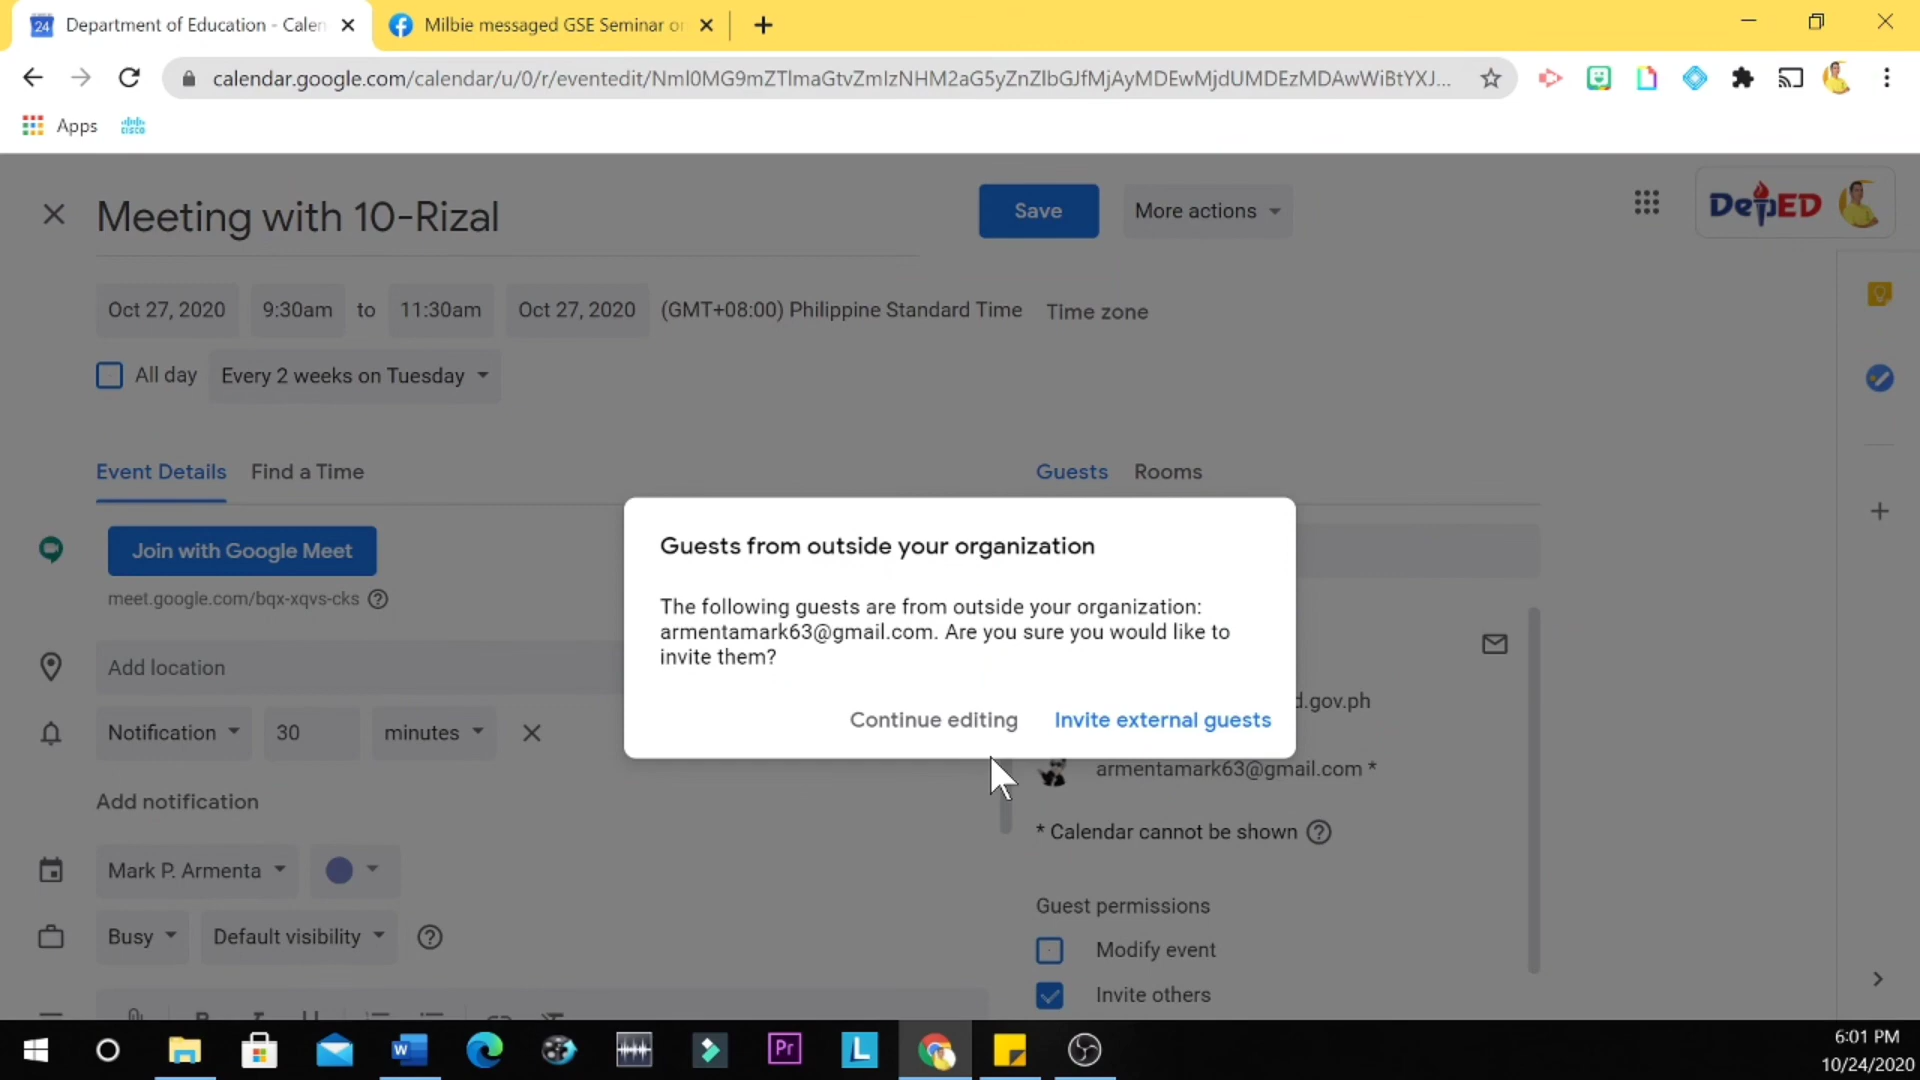 Department of Education - Calen
Milbie messaged GSE Seminar or
calendar.google.com/calendar/u/0/r/eventedit/Nml0MG9mZTlmaGtvZmIzNHM2aG5yZnZlbGJfMjAyMDEwMjdUMDEzMDAwWiBtYXJ...
Apps
cisco
Meeting with 10-Rizal
Save
More actions
DepED
Oct 27, 2020 9:30am to 11:30am Oct 27, 2020 (GMT+08:00) Philippine Standard Time Time zone
All day Every 2 weeks on Tuesday
Event Details Find a Time
Guests Rooms
Join with Google Meet
meet.google.com/bqx-xqvs-cks
Guests from outside your organization
The following guests are from outside your organization:
armentamark63@gmail.com. Are you sure you would like to
invite them?
Continue editing Invite external guests
Add location
Notification 30 minutes
d.gov.ph
armentamark63@gmail.com *
Add notification
* Calendar cannot be shown
Mark P. Armenta
Guest permissions
Busy Default visibility
Modify event
Invite others
6:01 PM
10/24/2020